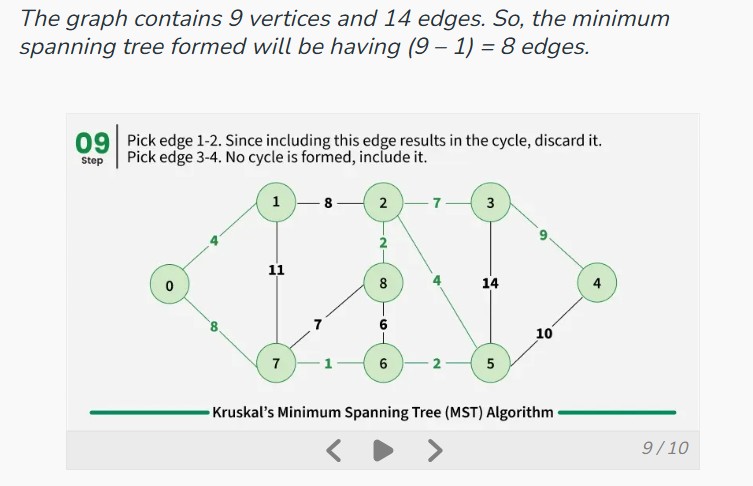 The graph contains 9 vertices and 14 edges. So, the minimum
spanning tree formed will be having (9 – 1) = 8 edges.
09
Step
Pick edge 1-2. Since including this edge results in the cycle, discard it.
Pick edge 3-4. No cycle is formed, include it.
1 8 2 7 3
4 2 9
11
0 8 4 14 4
8 7 6 10
7 1 6 2 5
Kruskal's Minimum Spanning Tree (MST) Algorithm
9 / 10